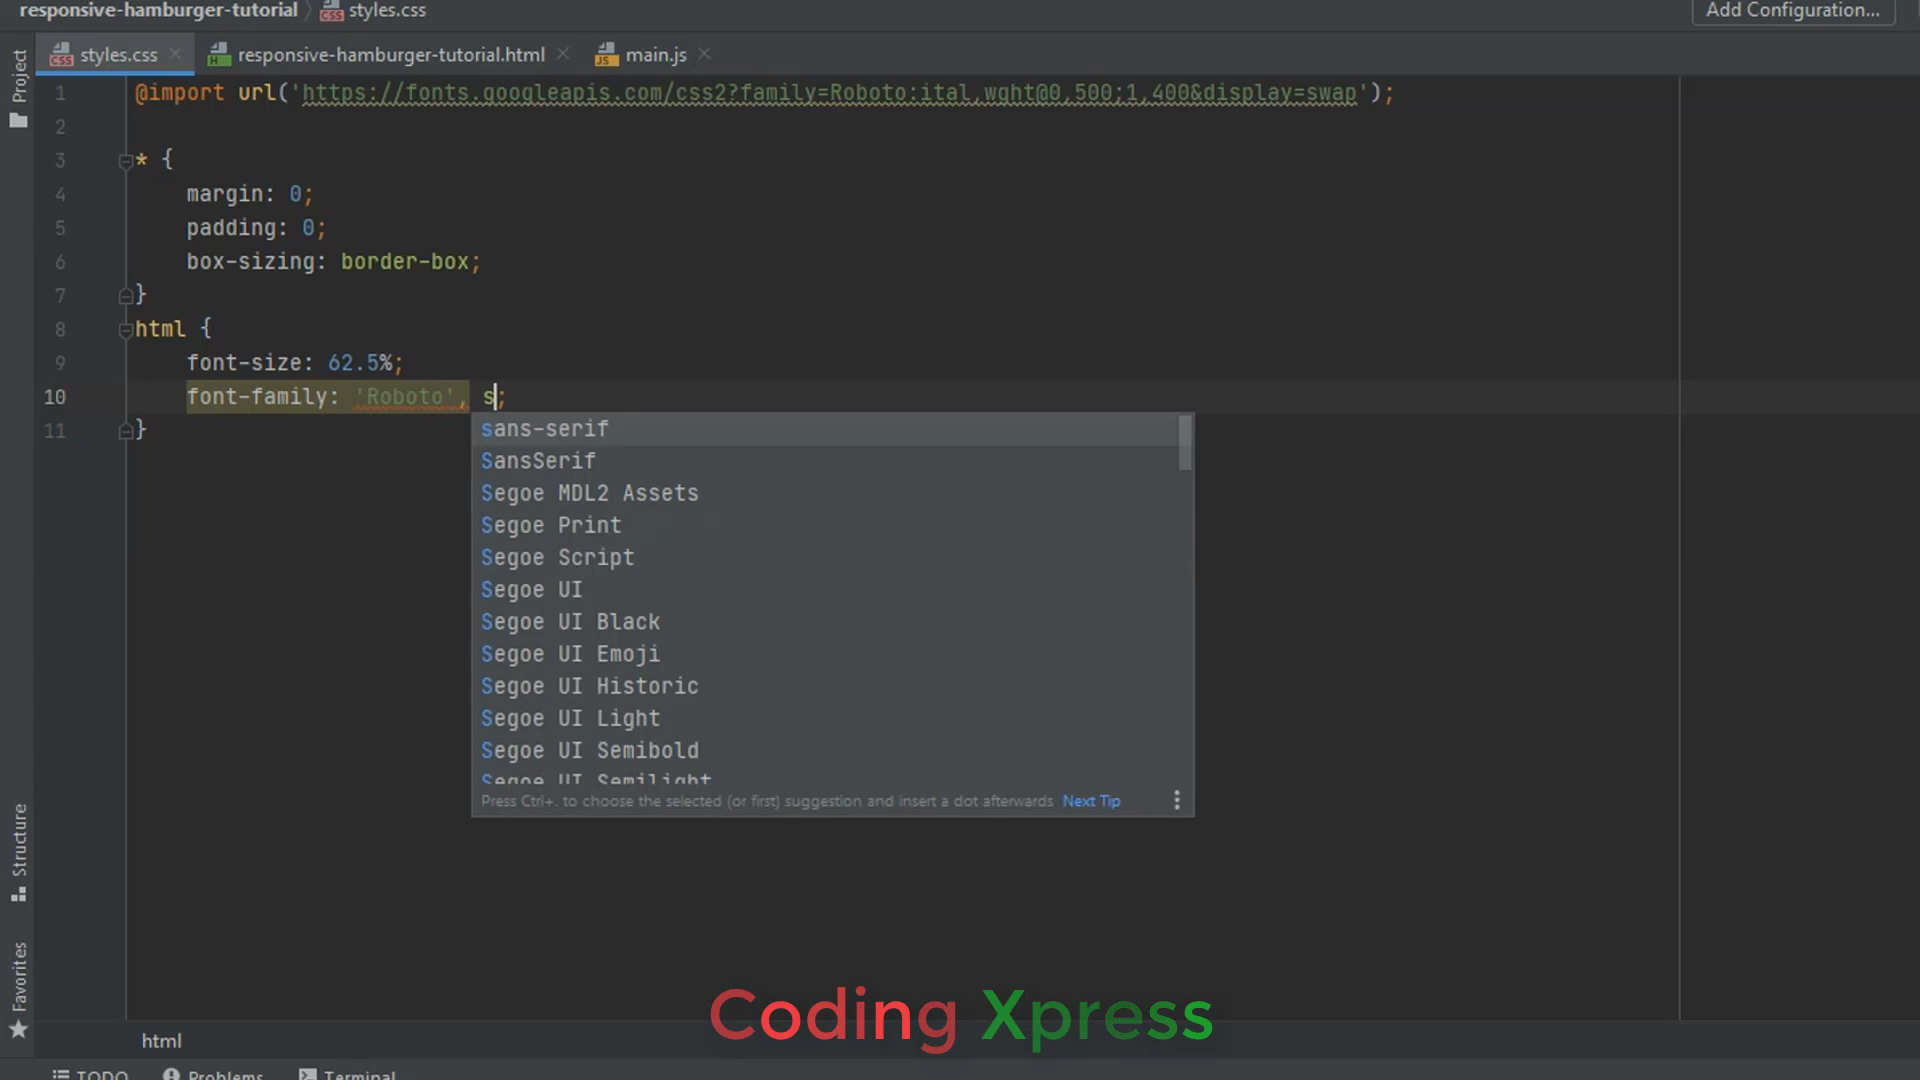 responsive-hamburger-tutorial styles.css
Add Configuration...
styles.css responsive-hamburger-tutorial.html main.js
Project
1 @import url('https://fonts.googleapis.com/css2?family=Roboto:ital,wght@0,500;1,400&display=swap');
2
3 * {
4 margin: 0;
5 padding: 0;
6 box-sizing: border-box;
7 }
8 html {
9 font-size: 62.5%;
10 font-family: 'Roboto', s;
11 }
sans-serif
SansSerif
Segoe MDL2 Assets
Segoe Print
Segoe Script
Segoe UI
Segoe UI Black
Segoe UI Emoji
Segoe UI Historic
Segoe UI Light
Segoe UI Semibold
Segoe UI Semilight
Press Ctrl+. to choose the selected (or first) suggestion and insert a dot afterwards Next Tip
Structure
Favorites
Coding Xpress
html
TODO Problems Terminal